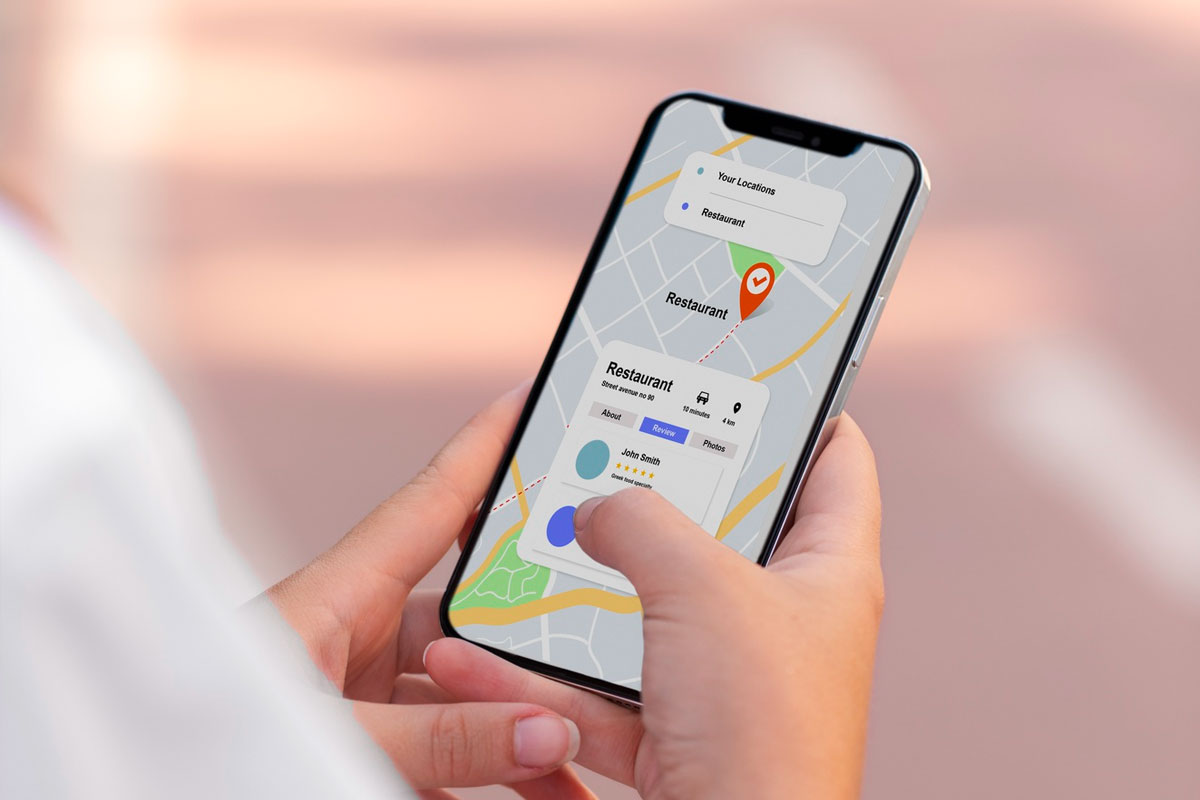 Your Locations
Restaurant
Restaurant
Restaurant
Street avenue no 90
10 minutes
4 km
About
Review
Photos
John Smith
Greek food specialty